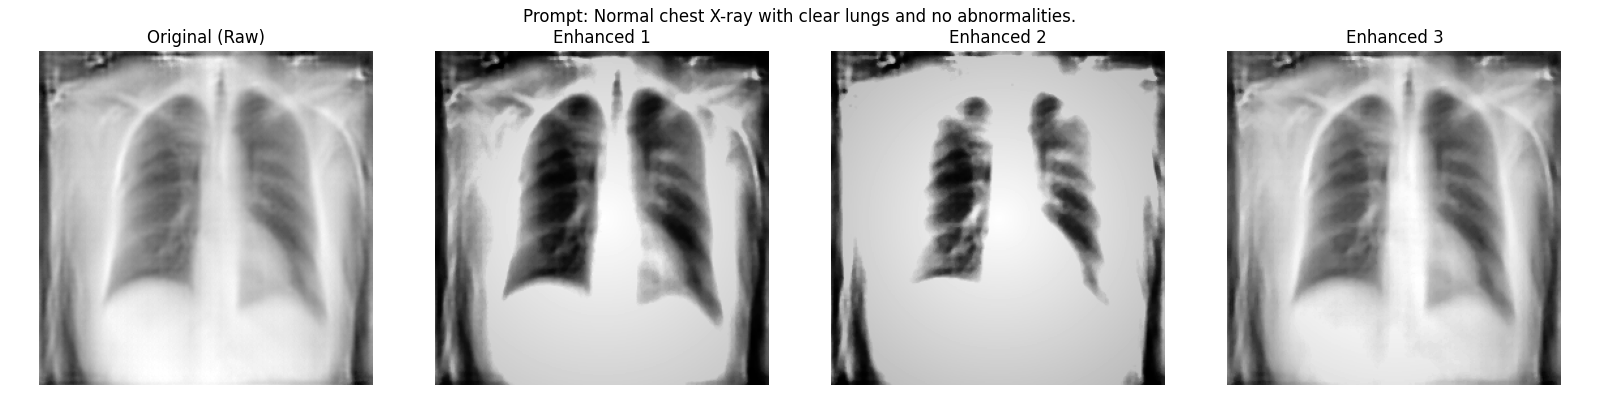 Prompt: Normal chest X-ray with clear lungs and no abnormalities.
Original (Raw)
Enhanced 1
Enhanced 2
Enhanced 3